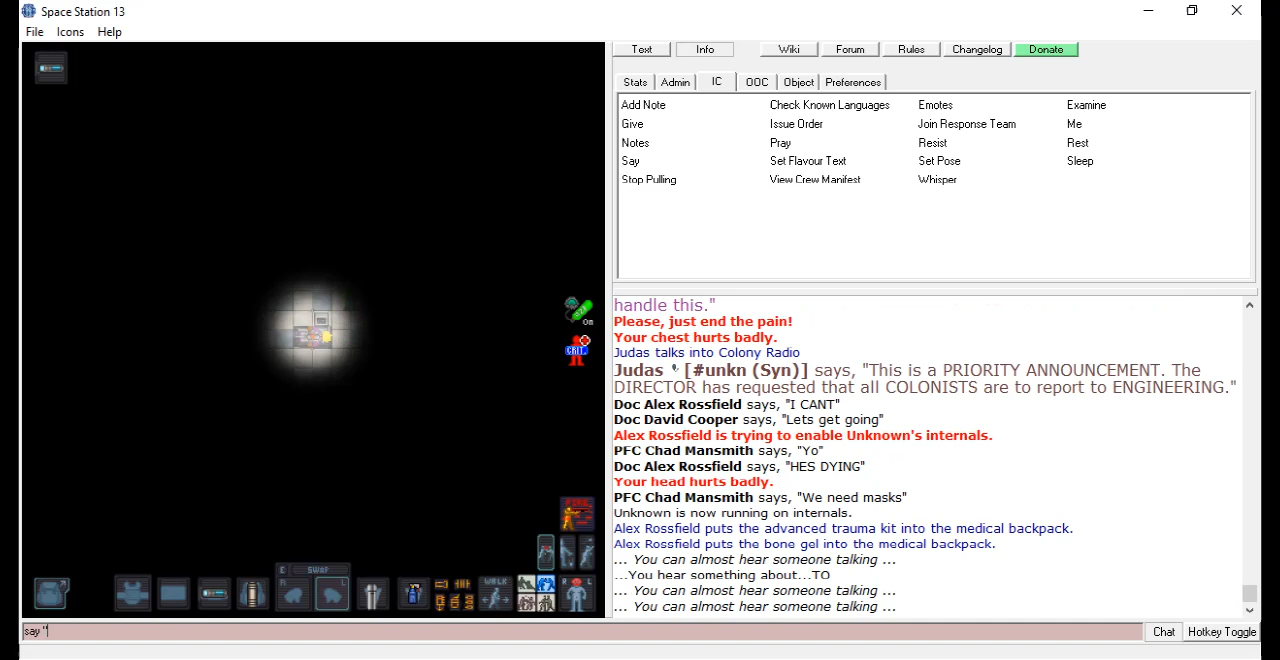 Space Station 13
File Icons Help
Text Info Wiki Forum Rules Changelog Donate
Stats Admin IC OOC Object Preferences
Add Note Check Known Languages Emotes Examine
Give Issue Order Join Response Team Me
Notes Pray Resist Rest
Say Set Flavour Text Set Pose Sleep
Stop Pulling View Crew Manifest Whisper
handle this."
Please, just end the pain!
Your chest hurts badly.
Judas talks into Colony Radio
Judas [#unkn (Syn)] says, "This is a PRIORITY ANNOUNCEMENT. The
DIRECTOR has requested that all COLONISTS are to report to ENGINEERING."
Doc Alex Rossfield says, "I CANT"
Doc David Cooper says, "Lets get going"
Alex Rossfield is trying to enable Unknown's internals.
PFC Chad Mansmith says, "Yo"
Doc Alex Rossfield says, "HES DYING"
Your head hurts badly.
PFC Chad Mansmith says, "We need masks"
Unknown is now running on internals.
Alex Rossfield puts the advanced trauma kit into the medical backpack.
Alex Rossfield puts the bone gel into the medical backpack.
... You can almost hear someone talking ...
...You hear something about...TO
... You can almost hear someone talking ...
... You can almost hear someone talking ...
On
CRIT.
E SWAP
R L
WALK
R L
say "
Chat Hotkey Toggle